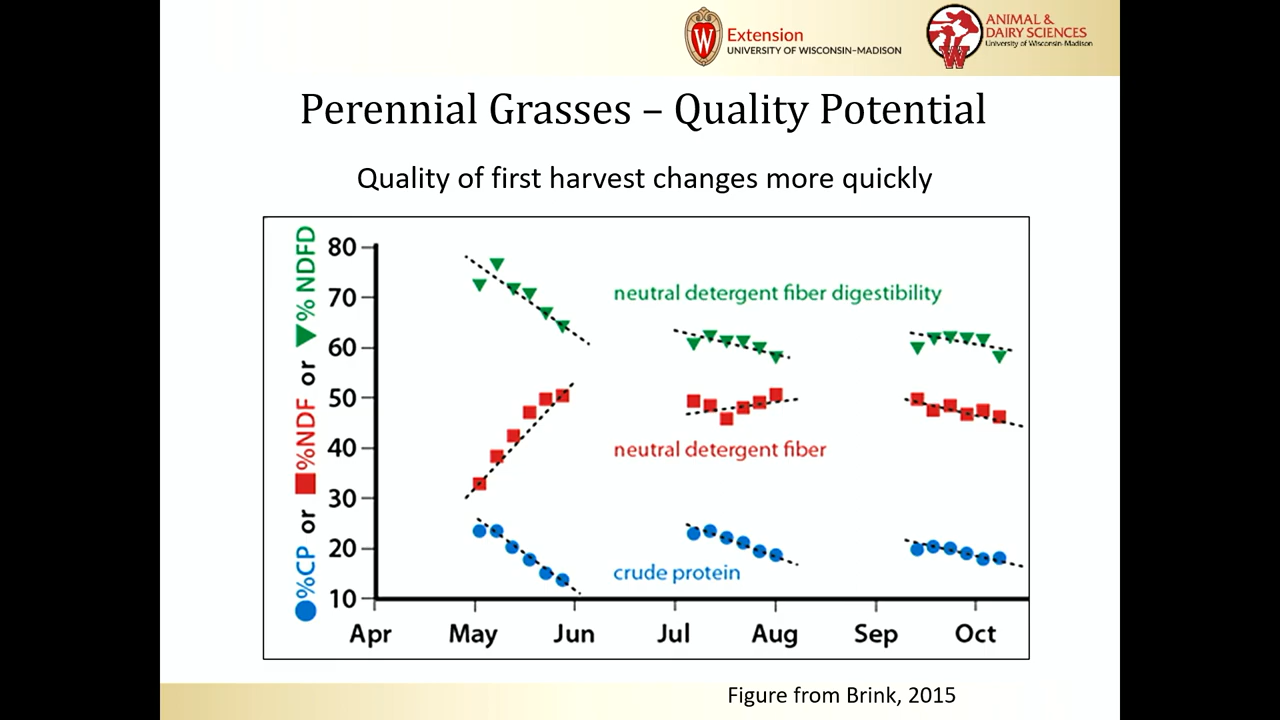 Extension
UNIVERSITY OF WISCONSIN–MADISON
ANIMAL &
DAIRY SCIENCES
University of Wisconsin-Madison
W
W
Perennial Grasses – Quality Potential
Quality of first harvest changes more quickly
%CP or %NDF or % NDFD
80
70
60
50
40
30
20
10
neutral detergent fiber digestibility
neutral detergent fiber
crude protein
Apr May Jun Jul Aug Sep Oct
Figure from Brink, 2015